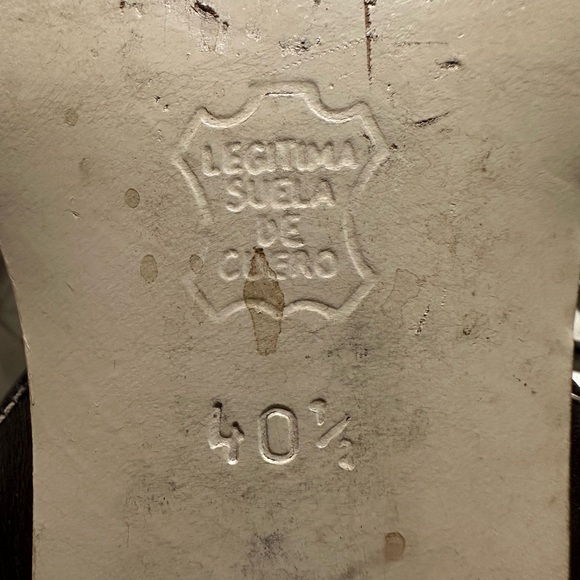 LEGITIMA
SUELA
DE
CUERO
40½